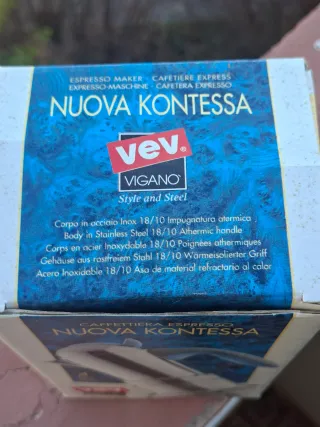 ESPRESSO MAKER · CAFETIERE EXPRESS
EXPRESSO-MASCHINE · CAFETERA EXPRESSO
NUOVA KONTESSA
vev®
VIGANO
Style and Steel
Corpo in acciaio Inox 18/10 Impugnatura atermica
Body in Stainless Steel 18/10 Athermic handle
Corps en acier Inoxydable 18/10 Poignées athermiques
Gehäuse aus rostfreiem Stahl 18/10 Wärmeisolierter Griff
Acero Inoxidable 18/10 Asa de material refractario al calor
CAFFETTIERA ESPRESSO
NUOVA KONTESSA
vev